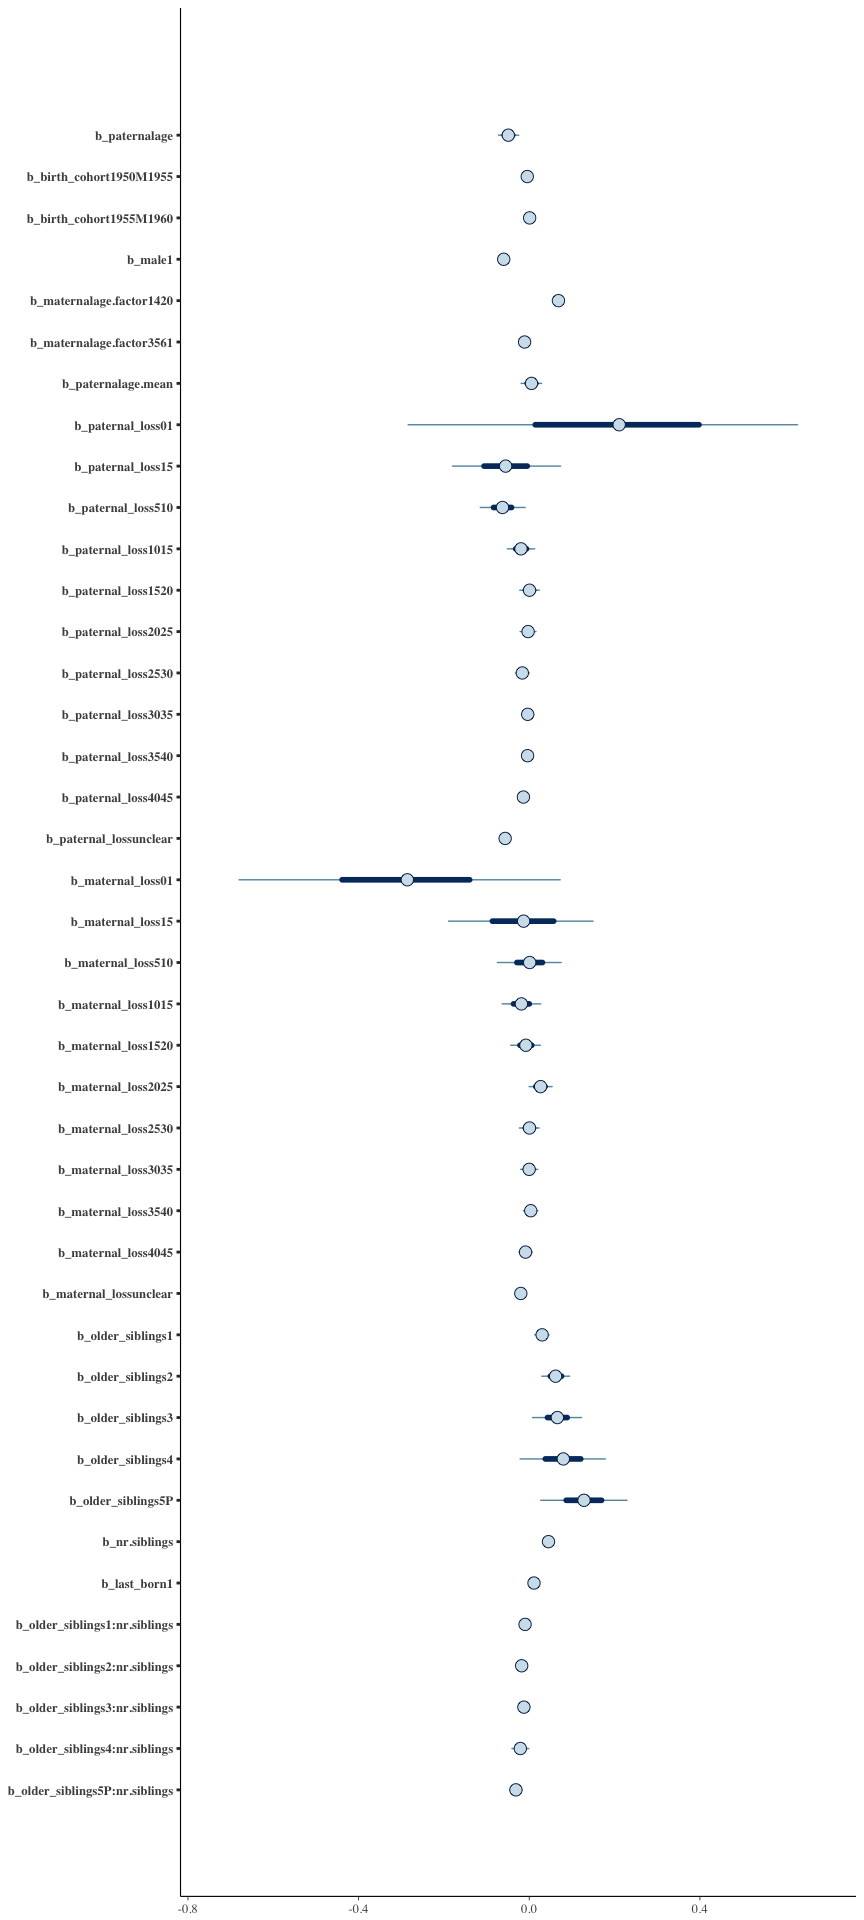 b_paternalage
b_birth_cohort1950M1955
b_birth_cohort1955M1960
b_male1
b_maternalage.factor1420
b_maternalage.factor3561
b_paternalage.mean
b_paternal_loss01
b_paternal_loss15
b_paternal_loss510
b_paternal_loss1015
b_paternal_loss1520
b_paternal_loss2025
b_paternal_loss2530
b_paternal_loss3035
b_paternal_loss3540
b_paternal_loss4045
b_paternal_lossunclear
b_maternal_loss01
b_maternal_loss15
b_maternal_loss510
b_maternal_loss1015
b_maternal_loss1520
b_maternal_loss2025
b_maternal_loss2530
b_maternal_loss3035
b_maternal_loss3540
b_maternal_loss4045
b_maternal_lossunclear
b_older_siblings1
b_older_siblings2
b_older_siblings3
b_older_siblings4
b_older_siblings5P
b_nr.siblings
b_last_born1
b_older_siblings1:nr.siblings
b_older_siblings2:nr.siblings
b_older_siblings3:nr.siblings
b_older_siblings4:nr.siblings
b_older_siblings5P:nr.siblings
-0.8 -0.4 0.0 0.4